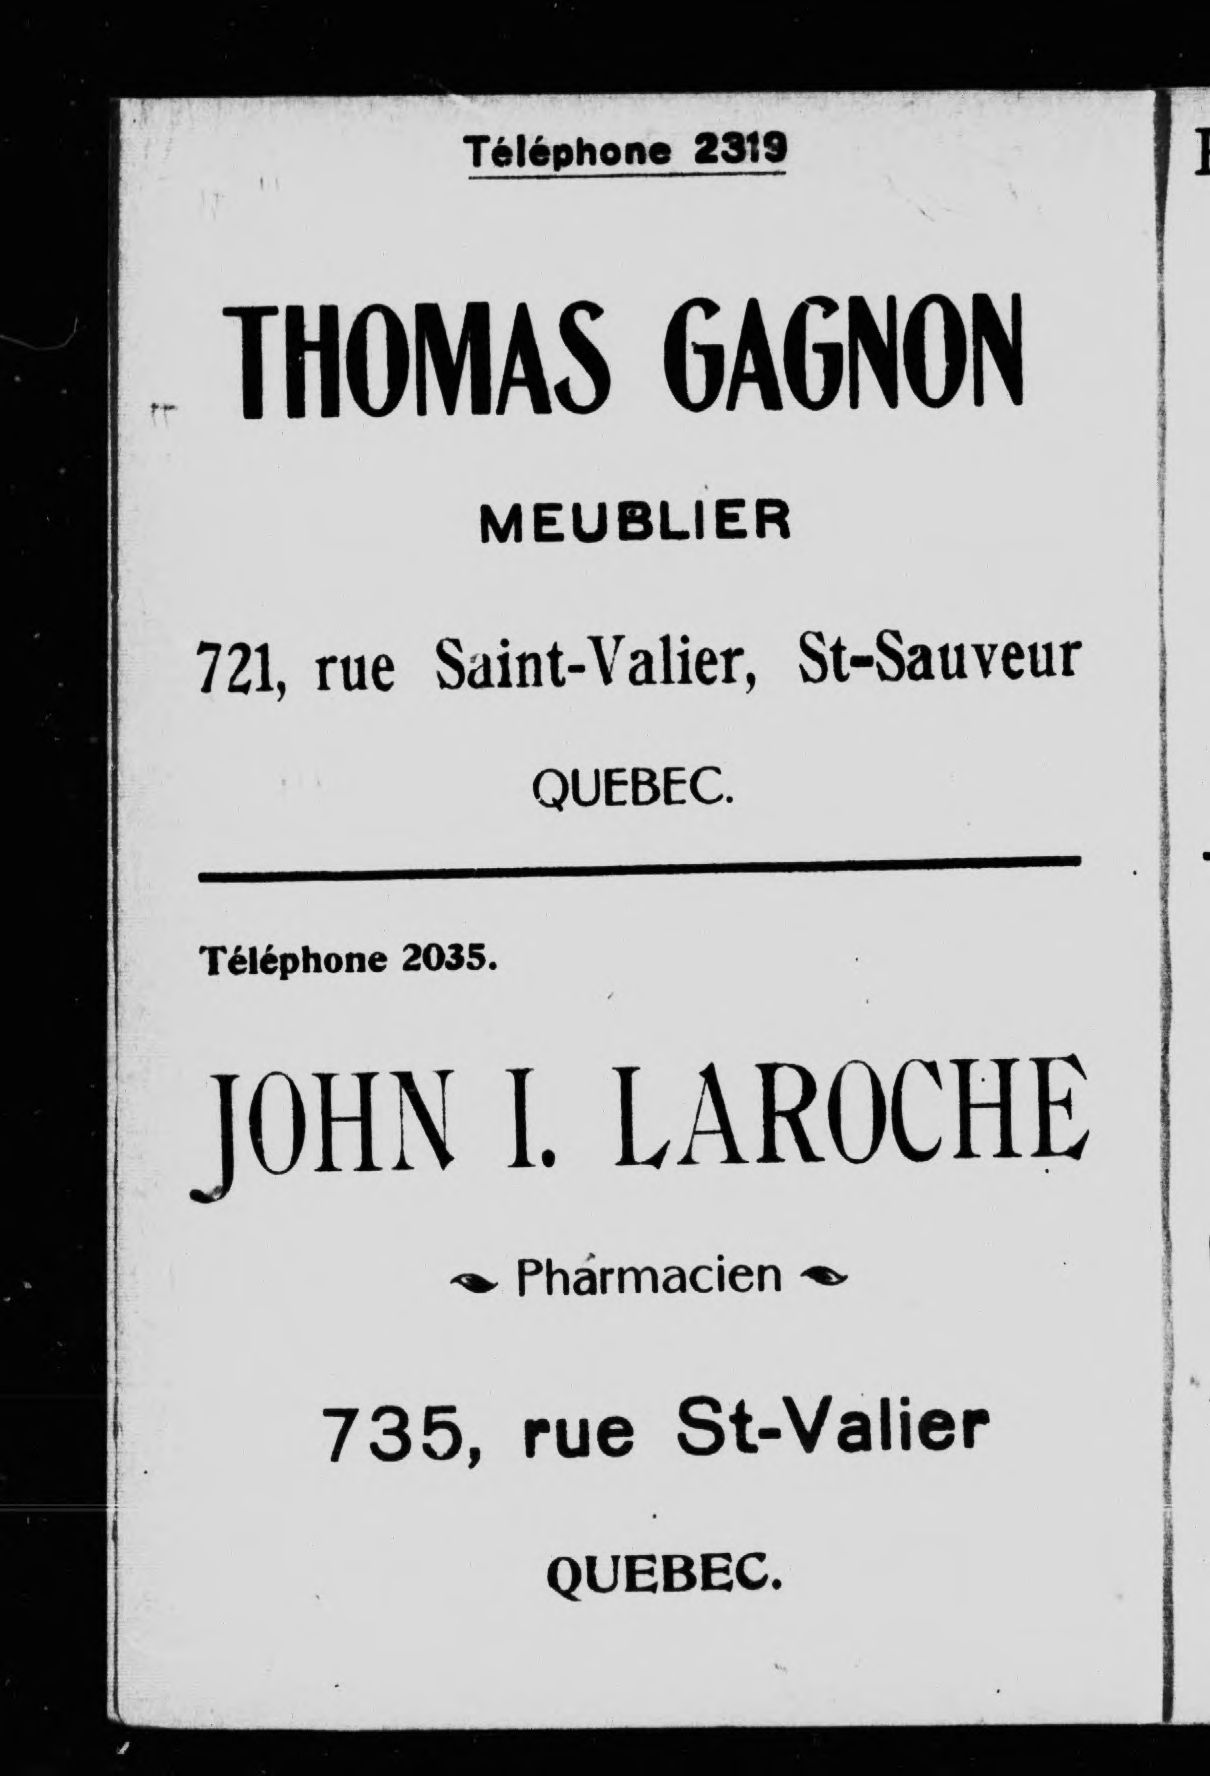 Téléphone 2319
THOMAS GAGNON
MEUBLIER
721, rue Saint-Valier, St-Sauveur
QUEBEC.
Téléphone 2035.
JOHN I. LAROCHE
Pharmacien
735, rue St-Valier
QUEBEC.